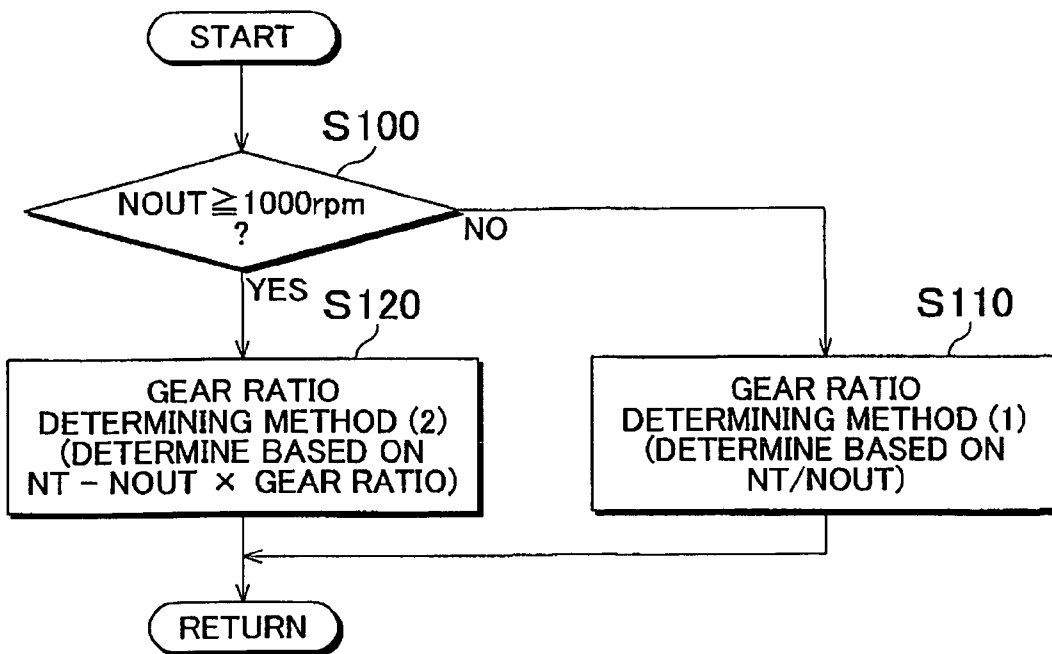 START
S100
NOUT≧1000rpm
?
NO
YES
S120
S110
GEAR RATIO
DETERMINING METHOD (2)
(DETERMINE BASED ON
NT - NOUT × GEAR RATIO)
GEAR RATIO
DETERMINING METHOD (1)
(DETERMINE BASED ON
NT/NOUT)
RETURN